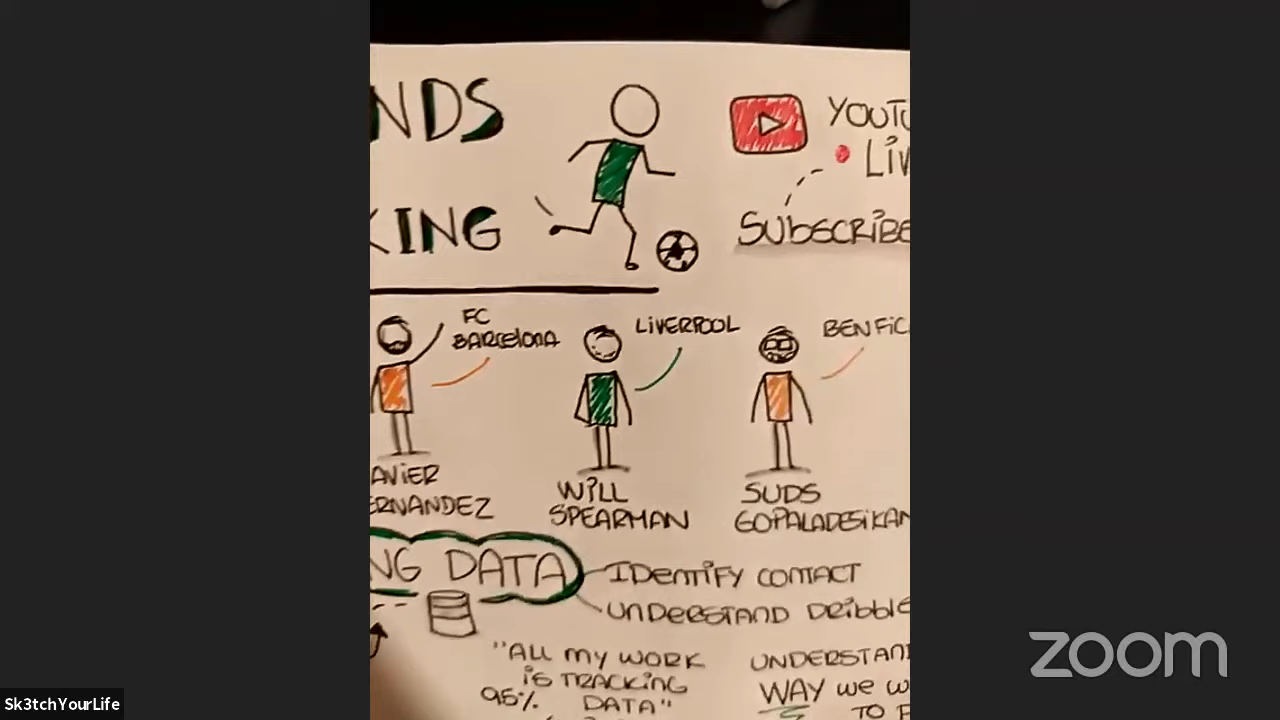 NDS
KING
YOUTU
LIV
SUBSCRIBE
FC
BARCELONA
LIVERPOOL
BENFIC
AVIER
ERNANDEZ
WILL
SPEARMAN
SUDS
GOPALADESIKAN
NG DATA
IDENTIFY CONTACT
UNDERSTAND DRIBBLE
"ALL MY WORK
IS TRACKING
95% DATA"
UNDERSTAND
WAY WE W
TO F
zoom
Sk3tchYourLife